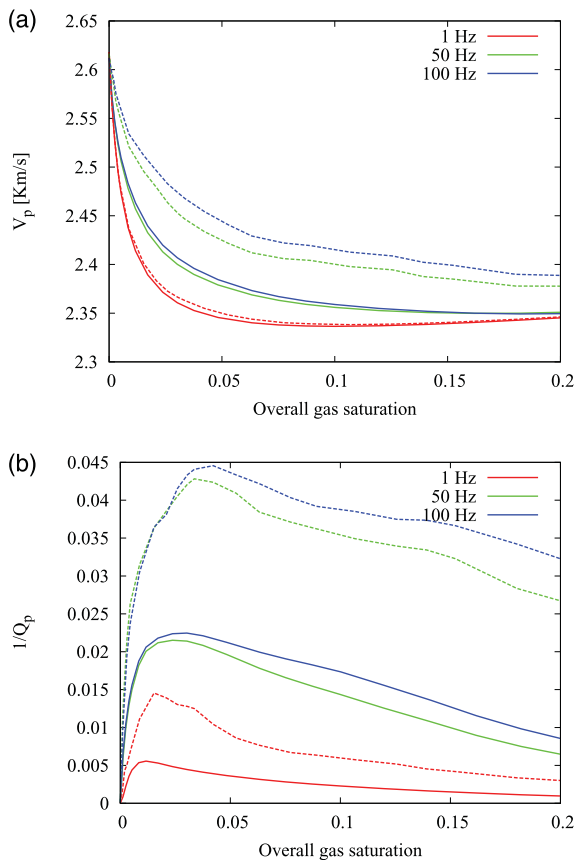 (a)
2.65
2.6
2.55
2.5
2.45
2.4
2.35
2.3
Vp [Km/s]
1 Hz
50 Hz
100 Hz
0
0.05
0.1
0.15
0.2
Overall gas saturation
(b)
0.045
0.04
0.035
0.03
0.025
0.02
0.015
0.01
0.005
0
1/Qp
1 Hz
50 Hz
100 Hz
0
0.05
0.1
0.15
0.2
Overall gas saturation